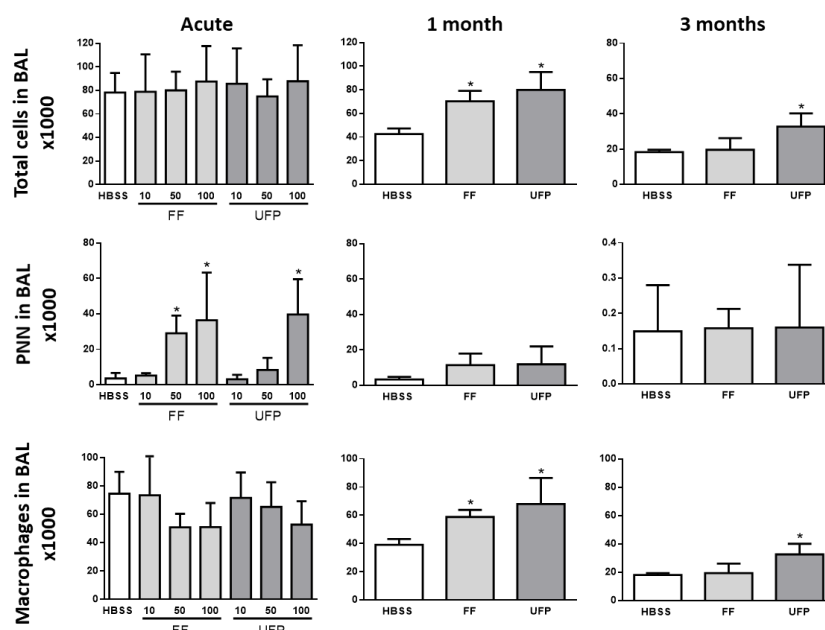 Acute
1 month
3 months
Total cells in BAL
x1000
120
100
80
60
40
20
0
HBSS 10 50 100 10 50 100
FF UFP
120
100
80
60
40
20
0
* *
HBSS FF UFP
80
60
40
20
0
*
HBSS FF UFP
PNN in BAL
x1000
80
60
40
20
0
* * *
HBSS 10 50 100 10 50 100
FF UFP
80
60
40
20
0
HBSS FF UFP
0.4
0.3
0.2
0.1
0.0
HBSS FF UFP
Macrophages in BAL
x1000
100
80
60
40
20
0
HBSS 10 50 100 10 50 100
FF UFP
100
80
60
40
20
0
* *
HBSS FF UFP
100
80
60
40
20
0
*
HBSS FF UFP